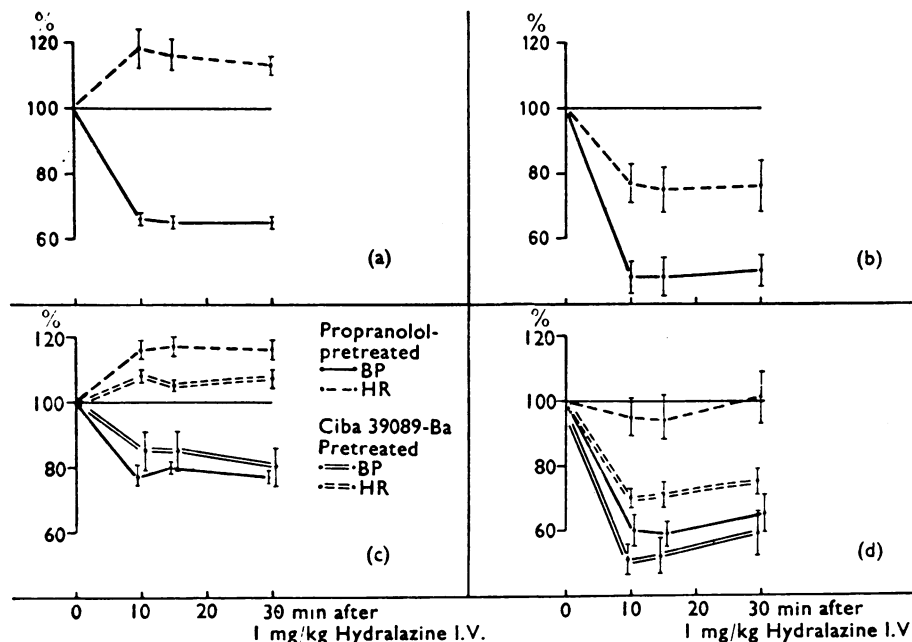 %
120
100
80
60
(a)
%
120
100
80
60
(b)
%
120
100
80
60
(c)
Propranolol-
pretreated
BP
HR
Ciba 39089-Ba
Pretreated
BP
HR
0 10 20 30 min after
1 mg/kg Hydralazine I.V.
%
120
100
80
60
(d)
0 10 20 30 min after
1 mg/kg Hydralazine I.V